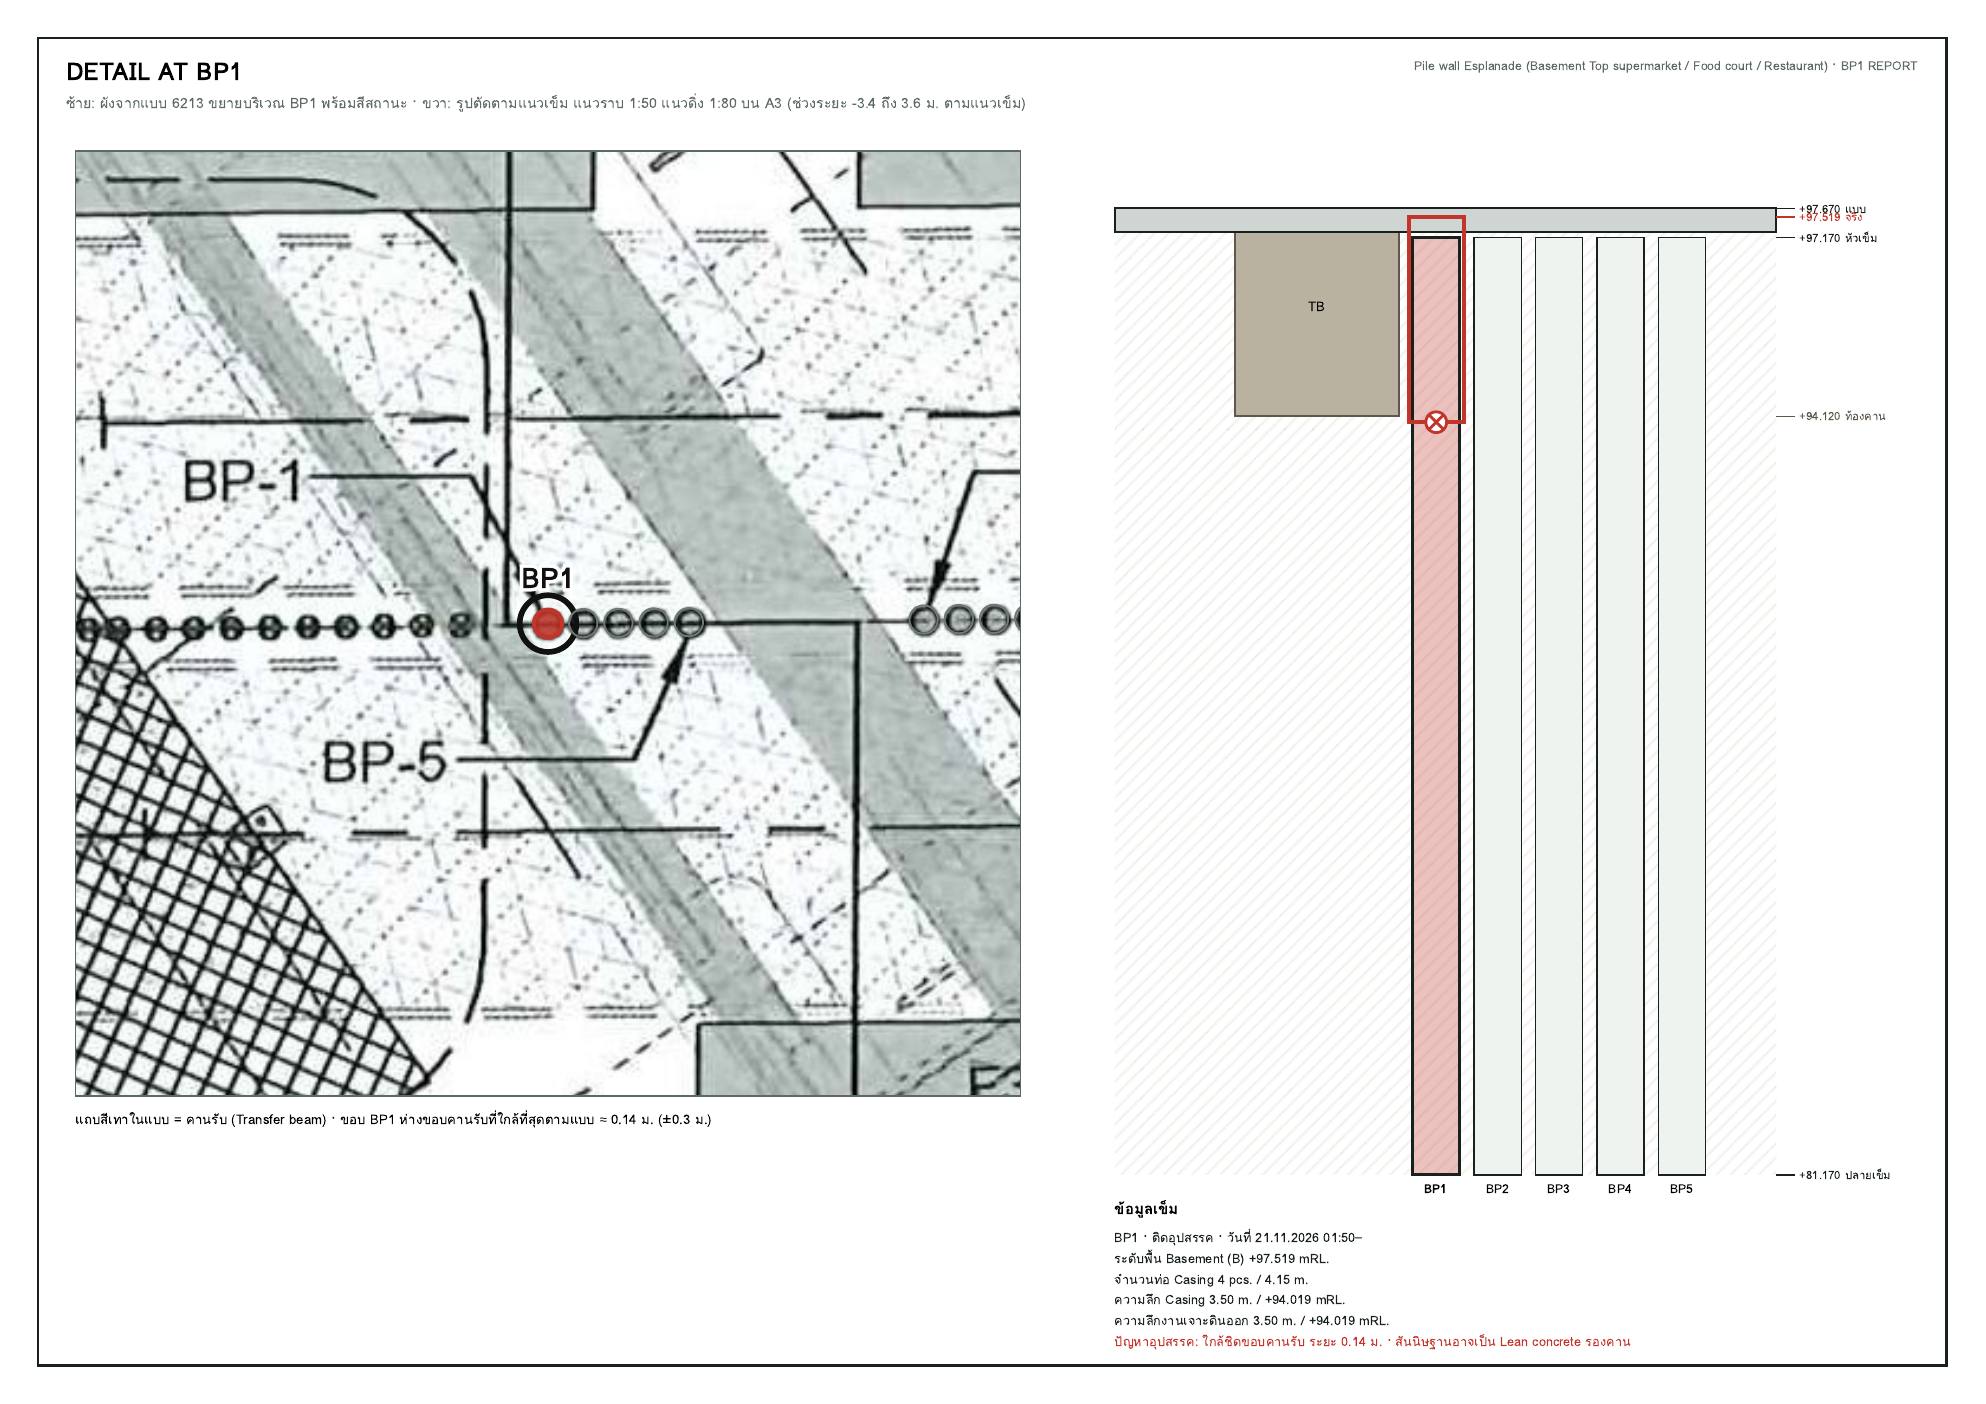 DETAIL AT BP1
Pile wall Esplanade (Basement Top supermarket / Food court / Restaurant) · BP1 REPORT
ซ้าย: ผังจากแบบ 6213 ขยายบริเวณ BP1 พร้อมสีสถานะ · ขวา: รูปตัดตามแนวเข็ม แนวราบ 1:50 แนวดิ่ง 1:80 บน A3 (ช่วงระยะ -3.4 ถึง 3.6 ม. ตามแนวเข็ม)
BP-1
BP1
BP-5
แถบสีเทาในแบบ = คานรับ (Transfer beam) · ขอบ BP1 ห่างขอบคานรับที่ใกล้ที่สุดตามแบบ ≈ 0.14 ม. (±0.3 ม.)
+97.670 แบบ
+97.519 จริง
+97.170 หัวเข็ม
TB
+94.120 ท้องคาน
+81.170 ปลายเข็ม
BP1 BP2 BP3 BP4 BP5
ข้อมูลเข็ม
BP1 · ติดอุปสรรค · วันที่ 21.11.2026 01:50–
ระดับพื้น Basement (B) +97.519 mRL.
จำนวนท่อ Casing 4 pcs. / 4.15 m.
ความลึก Casing 3.50 m. / +94.019 mRL.
ความลึกงานเจาะดินออก 3.50 m. / +94.019 mRL.
ปัญหาอุปสรรค: ใกล้ชิดขอบคานรับ ระยะ 0.14 ม. · สันนิษฐานอาจเป็น Lean concrete รองคาน